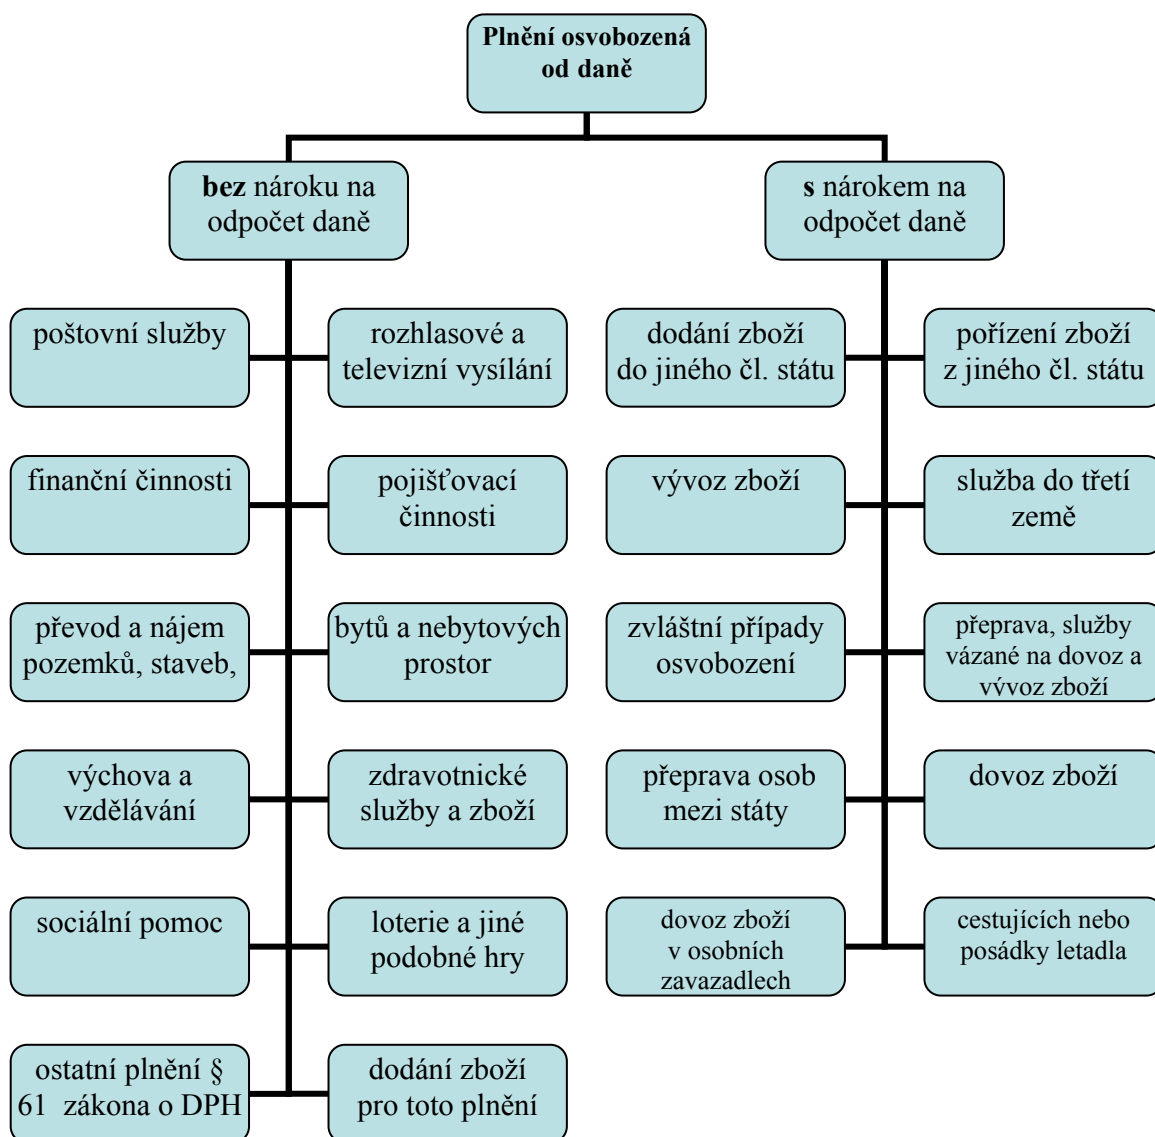 Plnění osvobozená
od daně
bez nároku na
odpočet daně
s nárokem na
odpočet daně
poštovní služby
rozhlasové a
televizní vysílání
dodání zboží
do jiného čl. státu
pořízení zboží
z jiného čl. státu
finanční činnosti
pojišťovací
činnosti
vývoz zboží
služba do třetí
země
převod a nájem
pozemků, staveb,
bytů a nebytových
prostor
zvláštní případy
osvobození
přeprava, služby
vázané na dovoz a
vývoz zboží
výchova a
vzdělávání
zdravotnické
služby a zboží
přeprava osob
mezi státy
dovoz zboží
sociální pomoc
loterie a jiné
podobné hry
dovoz zboží
v osobních
zavazadlech
cestujících nebo
posádky letadla
ostatní plnění §
61 zákona o DPH
dodání zboží
pro toto plnění